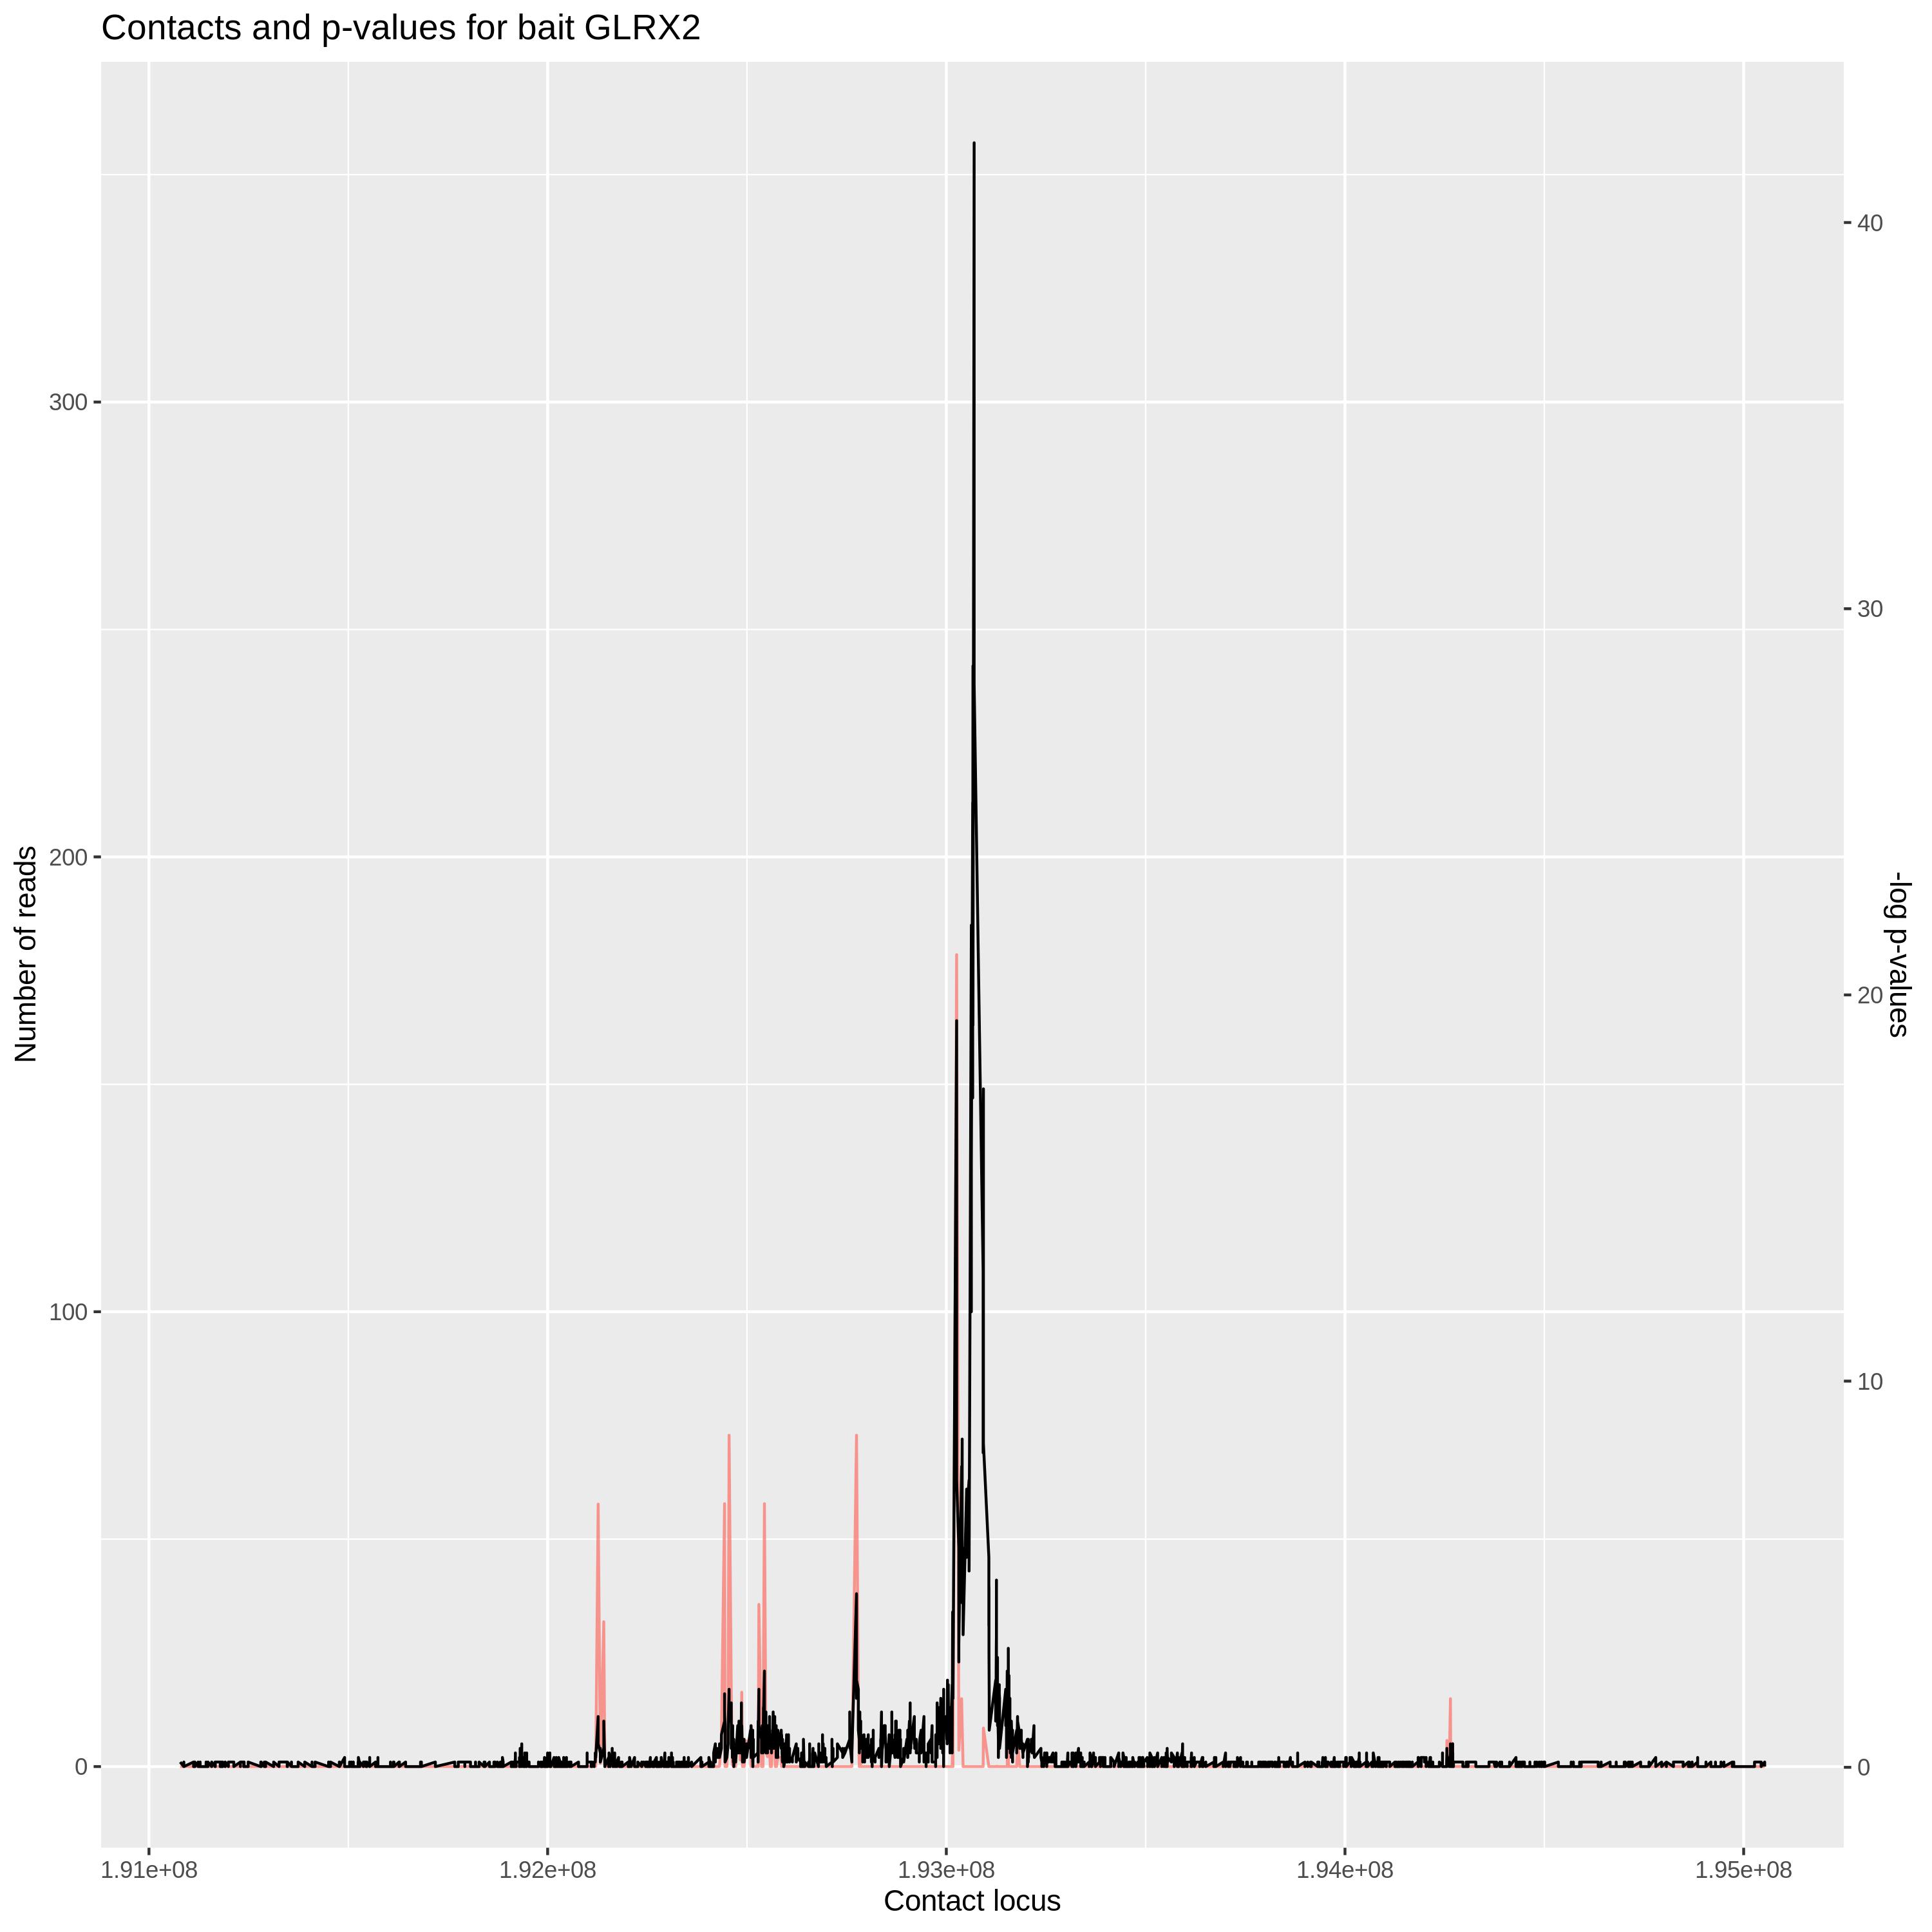 Contacts and p-values for bait GLRX2
300
200
100
0
Number of reads
40
30
20
10
0
-log p-values
1.91e+08
1.92e+08
1.93e+08
1.94e+08
1.95e+08
Contact locus